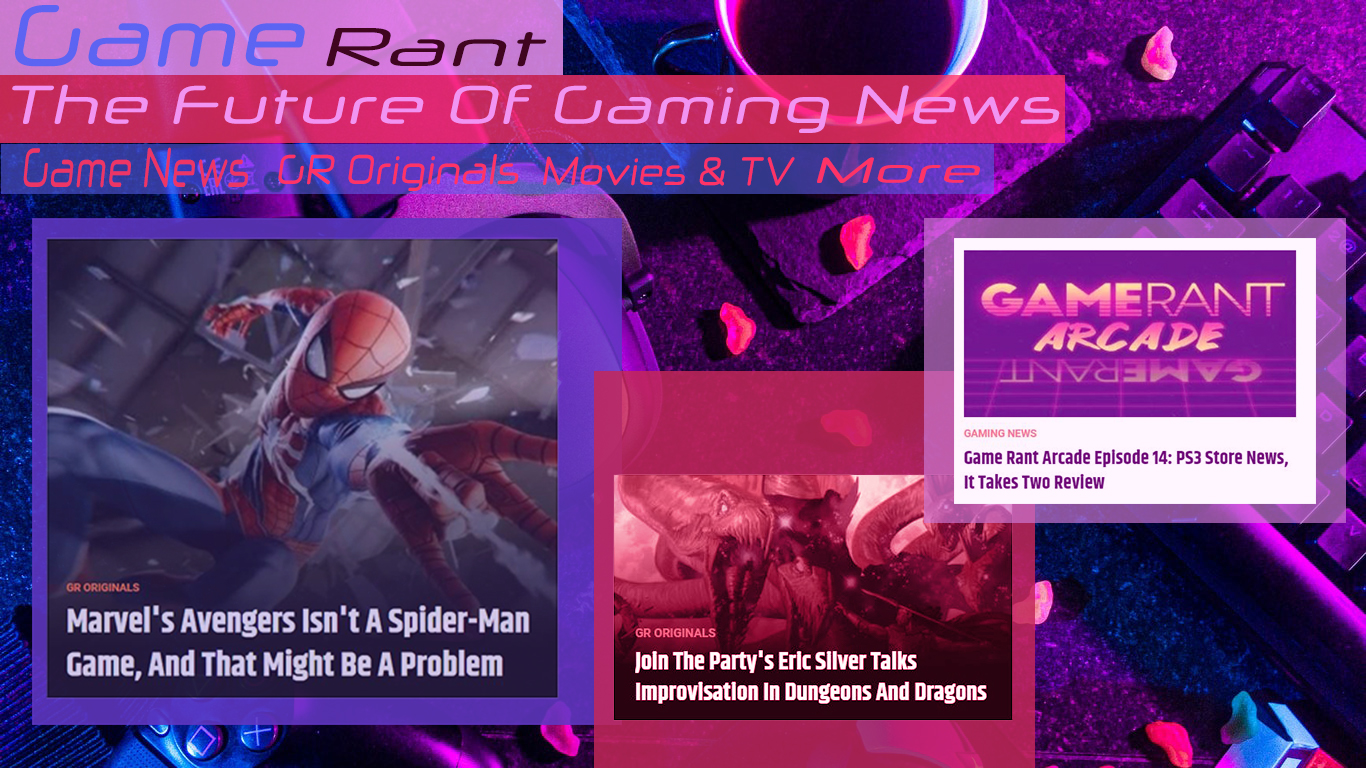 Game Rant
The Future Of Gaming News
Game News GR Originals Movies & TV More
GR ORIGINALS
Marvel's Avengers Isn't A Spider-Man
Game, And That Might Be A Problem
GR ORIGINALS
Join The Party's Eric Silver Talks
Improvisation In Dungeons And Dragons
GAMERANT
ARCADE
GAMERANT
GAMING NEWS
Game Rant Arcade Episode 14: PS3 Store News,
It Takes Two Review